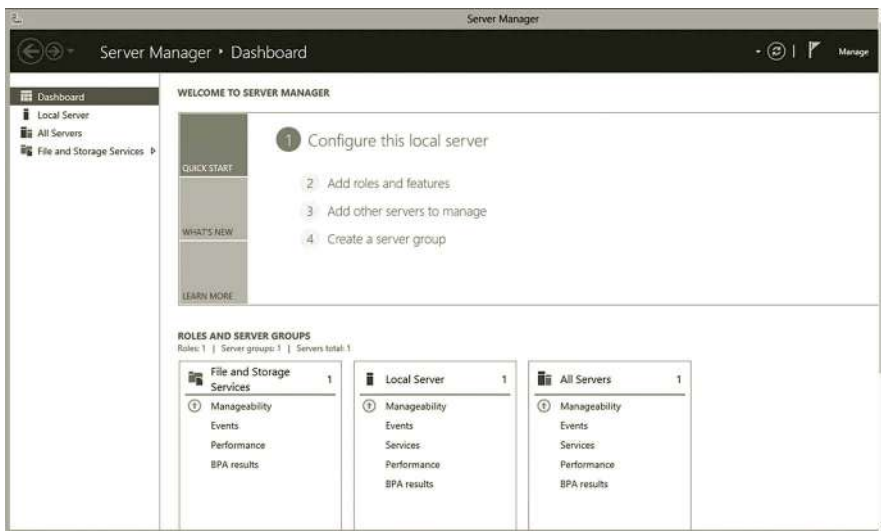 Server Manager
Server Manager • Dashboard
Manage
Dashboard
Local Server
All Servers
File and Storage Services
WELCOME TO SERVER MANAGER
QUICK START
WHAT'S NEW
LEARN MORE
1 Configure this local server
2 Add roles and features
3 Add other servers to manage
4 Create a server group
ROLES AND SERVER GROUPS
Roles: 1 | Server groups: 1 | Servers total: 1
File and Storage
Services
1
Manageability
Events
Performance
BPA results
Local Server 1
Manageability
Events
Services
Performance
BPA results
All Servers 1
Manageability
Events
Services
Performance
BPA results